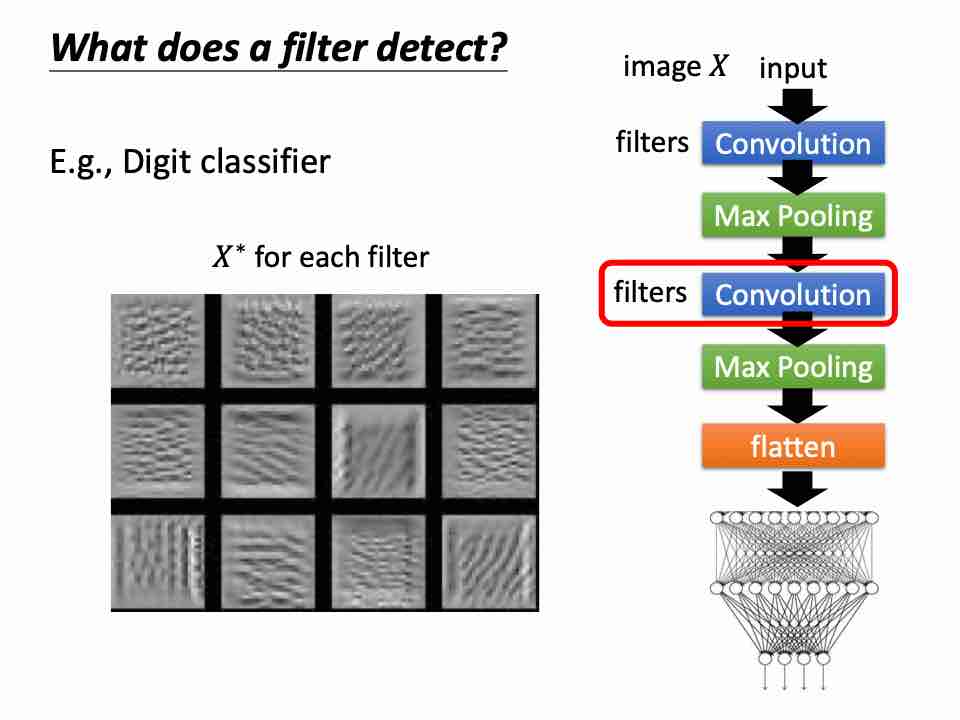 What does a filter detect?
E.g., Digit classifier
X* for each filter
image X input
filters Convolution
Max Pooling
filters Convolution
Max Pooling
flatten